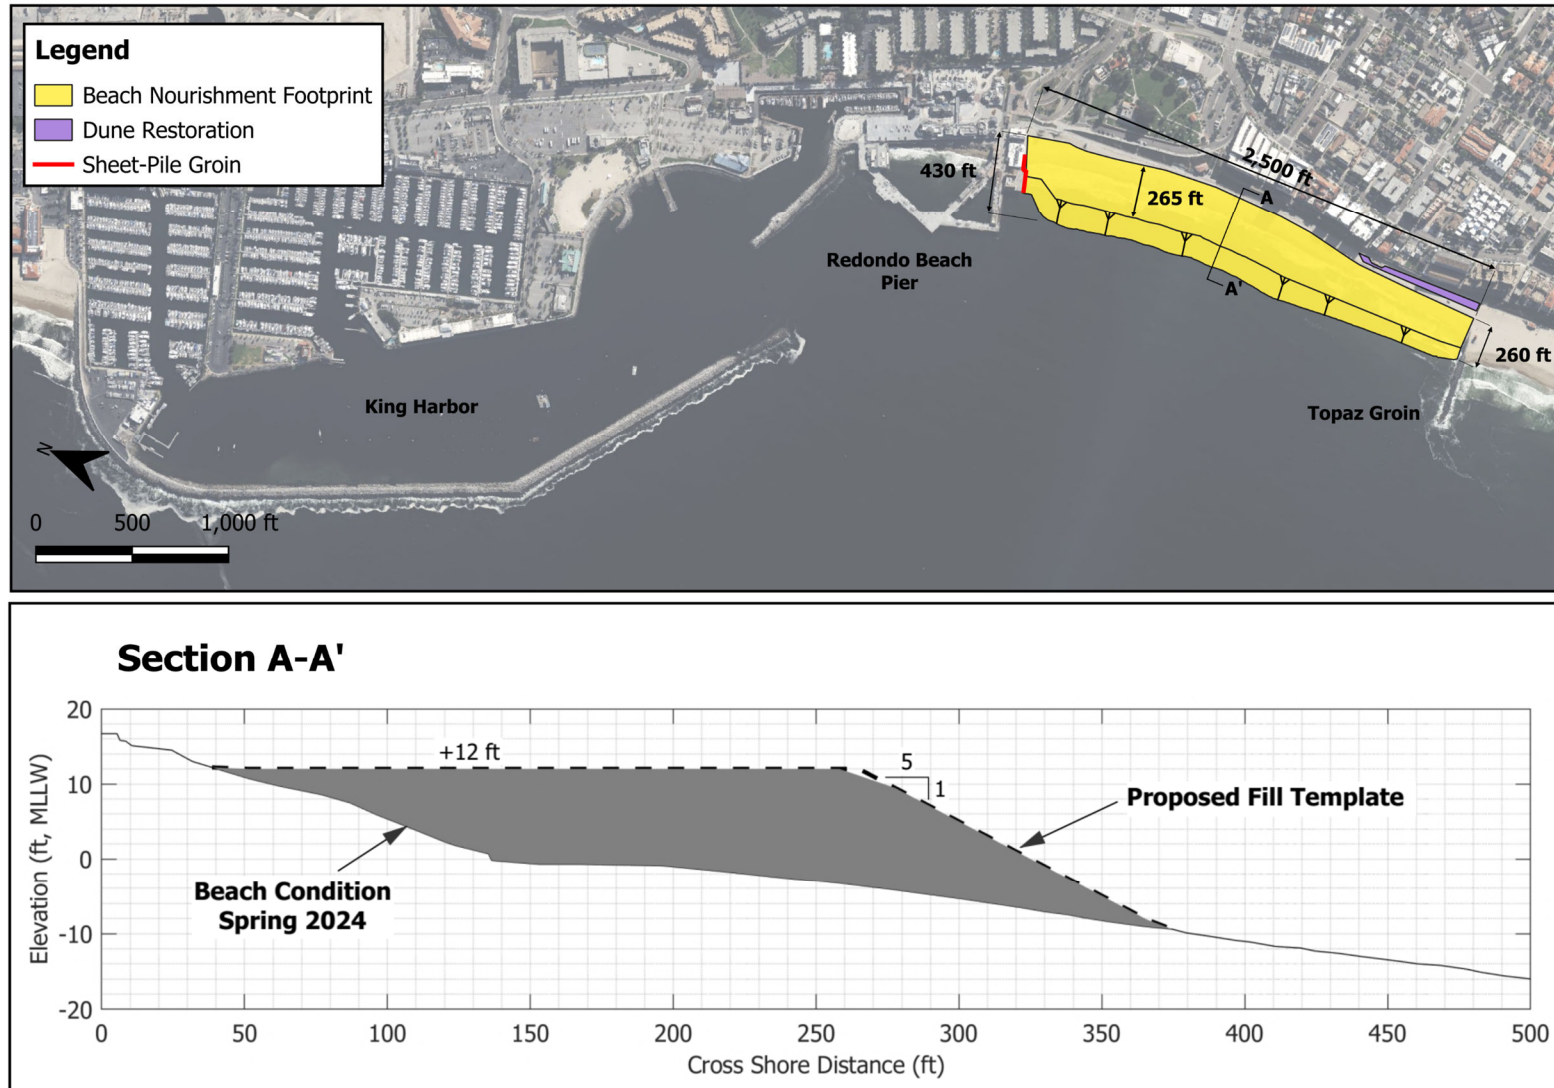 Legend
Beach Nourishment Footprint
Dune Restoration
Sheet-Pile Groin
430 ft
265 ft
2,500 ft
A
A'
260 ft
Redondo Beach
Pier
King Harbor
Topaz Groin
N
0 500 1,000 ft
Section A-A'
Elevation (ft, MLLW)
20
10
0
-10
-20
+12 ft
5
1
Proposed Fill Template
Beach Condition
Spring 2024
0 50 100 150 200 250 300 350 400 450 500
Cross Shore Distance (ft)